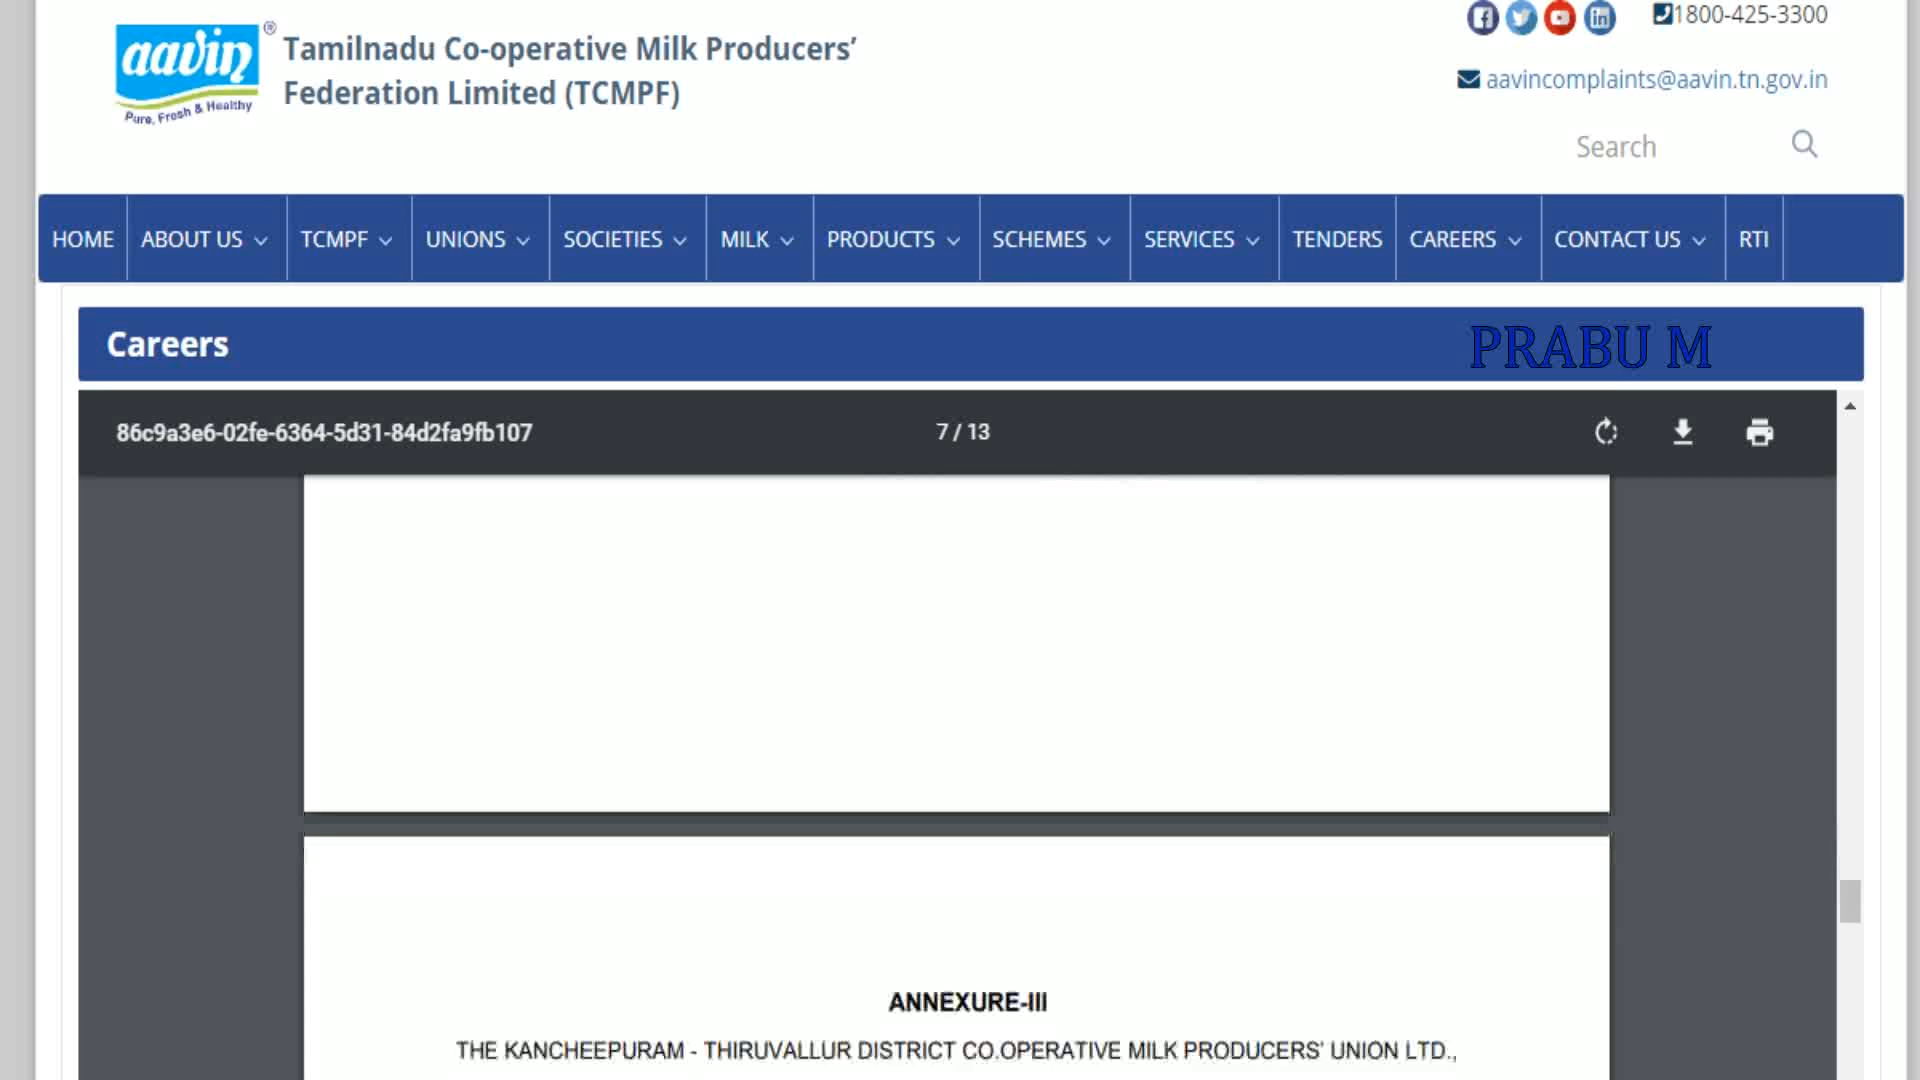 aavin ®
Pure, Fresh & Healthy
Tamilnadu Co-operative Milk Producers’
Federation Limited (TCMPF)
1800-425-3300
aavincomplaints@aavin.tn.gov.in
Search
HOME ABOUT US TCMPF UNIONS SOCIETIES MILK PRODUCTS SCHEMES SERVICES TENDERS CAREERS CONTACT US RTI
Careers PRABU M
86c9a3e6-02fe-6364-5d31-84d2fa9fb107 7 / 13
ANNEXURE-III
THE KANCHEEPURAM - THIRUVALLUR DISTRICT CO.OPERATIVE MILK PRODUCERS’ UNION LTD.,